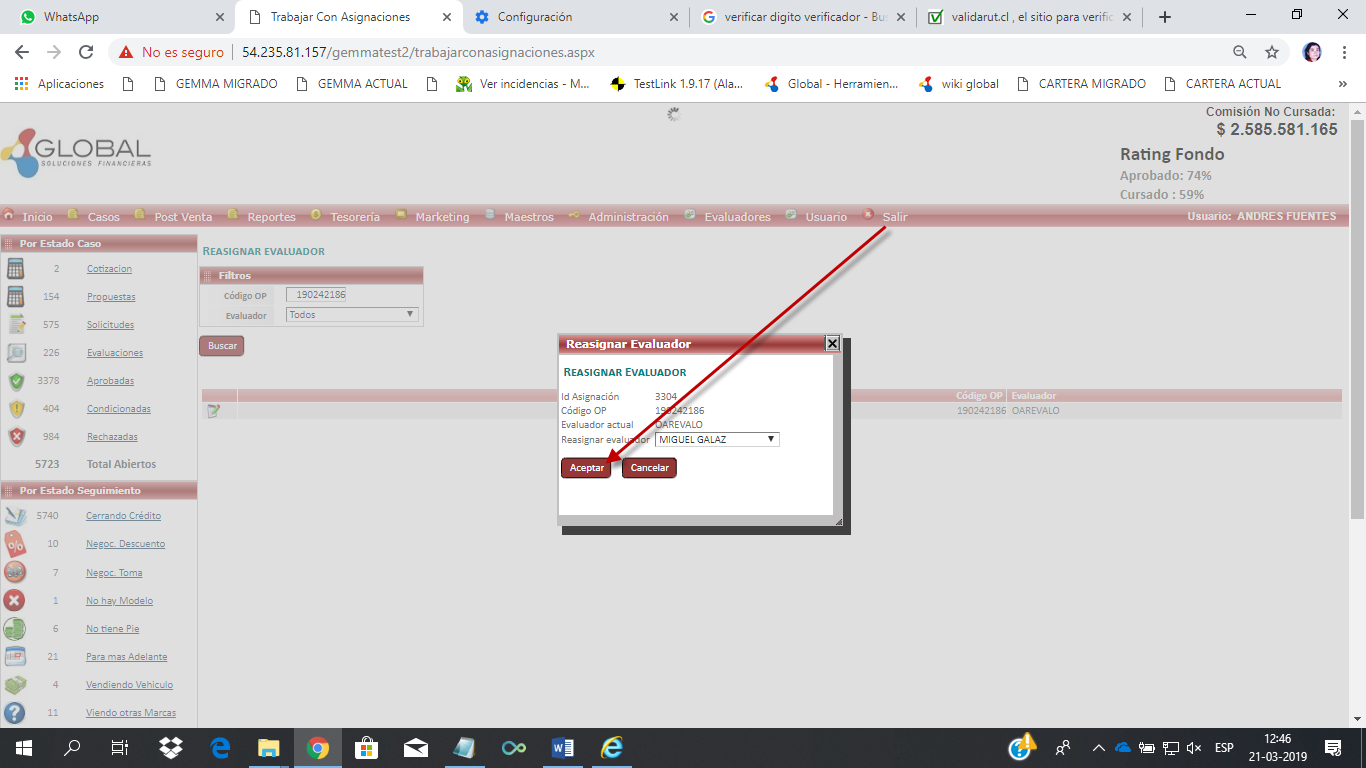 WhatsApp
Trabajar Con Asignaciones
Configuración
verificar digito verificador - Bus
validarut.cl , el sitio para verific
No es seguro
54.235.81.157/gemmatest2/trabajarconasignaciones.aspx
Aplicaciones
GEMMA MIGRADO
GEMMA ACTUAL
Ver incidencias - M...
TestLink 1.9.17 (Ala...
Global - Herramien...
wiki global
CARTERA MIGRADO
CARTERA ACTUAL
»
GLOBAL
SOLUCIONES FINANCIERAS
Comisión No Cursada:
$ 2.585.581.165
Rating Fondo
Aprobado: 74%
Cursado : 59%
Inicio Casos Post Venta Reportes Tesorería Marketing Maestros Administración Evaluadores Usuario Salir Usuario: ANDRES FUENTES
Por Estado Caso
2 Cotizacion
154 Propuestas
575 Solicitudes
226 Evaluaciones
3378 Aprobadas
404 Condicionadas
984 Rechazadas
5723 Total Abiertos
Por Estado Seguimiento
5740 Cerrando Crédito
10 Negoc. Descuento
7 Negoc. Toma
1 No hay Modelo
6 No tiene Pie
21 Para mas Adelante
4 Vendiendo Vehiculo
11 Viendo otras Marcas
REASIGNAR EVALUADOR
Filtros
Código OP 190242186
Evaluador Todos
Buscar
Código OP Evaluador
190242186 OAREVALO
Reasignar Evaluador
REASIGNAR EVALUADOR
Id Asignación 3304
Código OP 190242186
Evaluador actual OAREVALO
Reasignar evaluador MIGUEL GALAZ
Aceptar Cancelar
ESP
12:46
21-03-2019